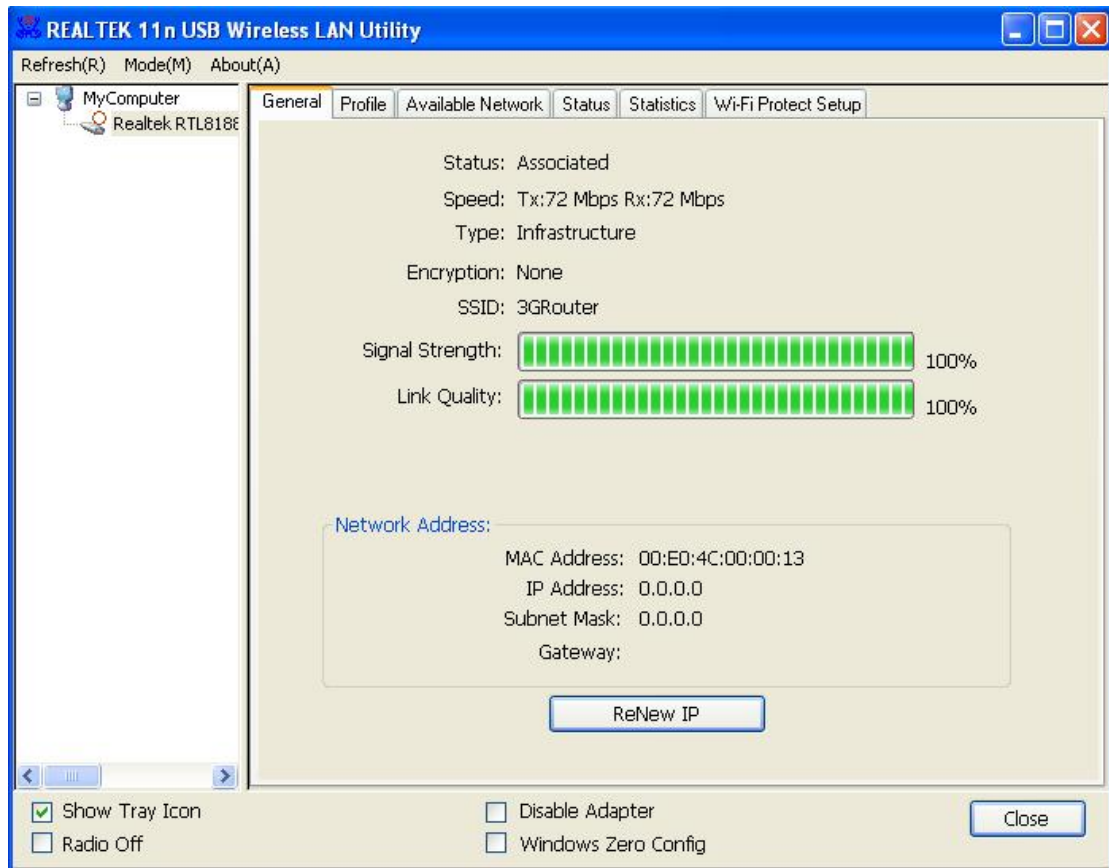 REALTEK 11n USB Wireless LAN Utility
Refresh(R) Mode(M) About(A)
MyComputer
Realtek RTL8188
General Profile Available Network Status Statistics Wi-Fi Protect Setup
Status: Associated
Speed: Tx:72 Mbps Rx:72 Mbps
Type: Infrastructure
Encryption: None
SSID: 3GRouter
Signal Strength: 100%
Link Quality: 100%
Network Address:
MAC Address: 00:E0:4C:00:00:13
IP Address: 0.0.0.0
Subnet Mask: 0.0.0.0
Gateway:
ReNew IP
Show Tray Icon
Radio Off
Disable Adapter
Windows Zero Config
Close